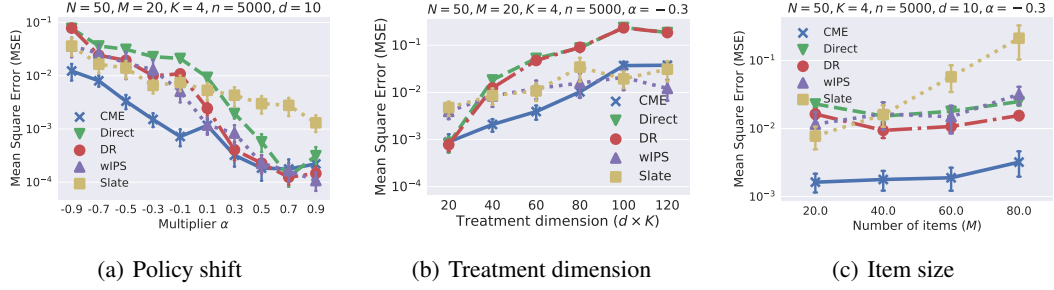 N = 50, M = 20, K = 4, n = 5000, d = 10
Mean Square Error (MSE)
10⁻¹
10⁻²
10⁻³
10⁻⁴
CME
Direct
DR
wIPS
Slate
-0.9 -0.7 -0.5 -0.3 -0.1 0.1 0.3 0.5 0.7 0.9
Multiplier α
(a) Policy shift
N = 50, M = 20, K = 4, n = 5000, α = −0.3
Mean Square Error (MSE)
10⁻¹
10⁻²
10⁻³
10⁻⁴
CME
Direct
DR
wIPS
Slate
20 40 60 80 100 120
Treatment dimension (d × K)
(b) Treatment dimension
N = 50, K = 4, n = 5000, d = 10, α = −0.3
Mean Square Error (MSE)
10⁻¹
10⁻²
10⁻³
CME
Direct
DR
wIPS
Slate
20.0 40.0 60.0 80.0
Number of items (M)
(c) Item size